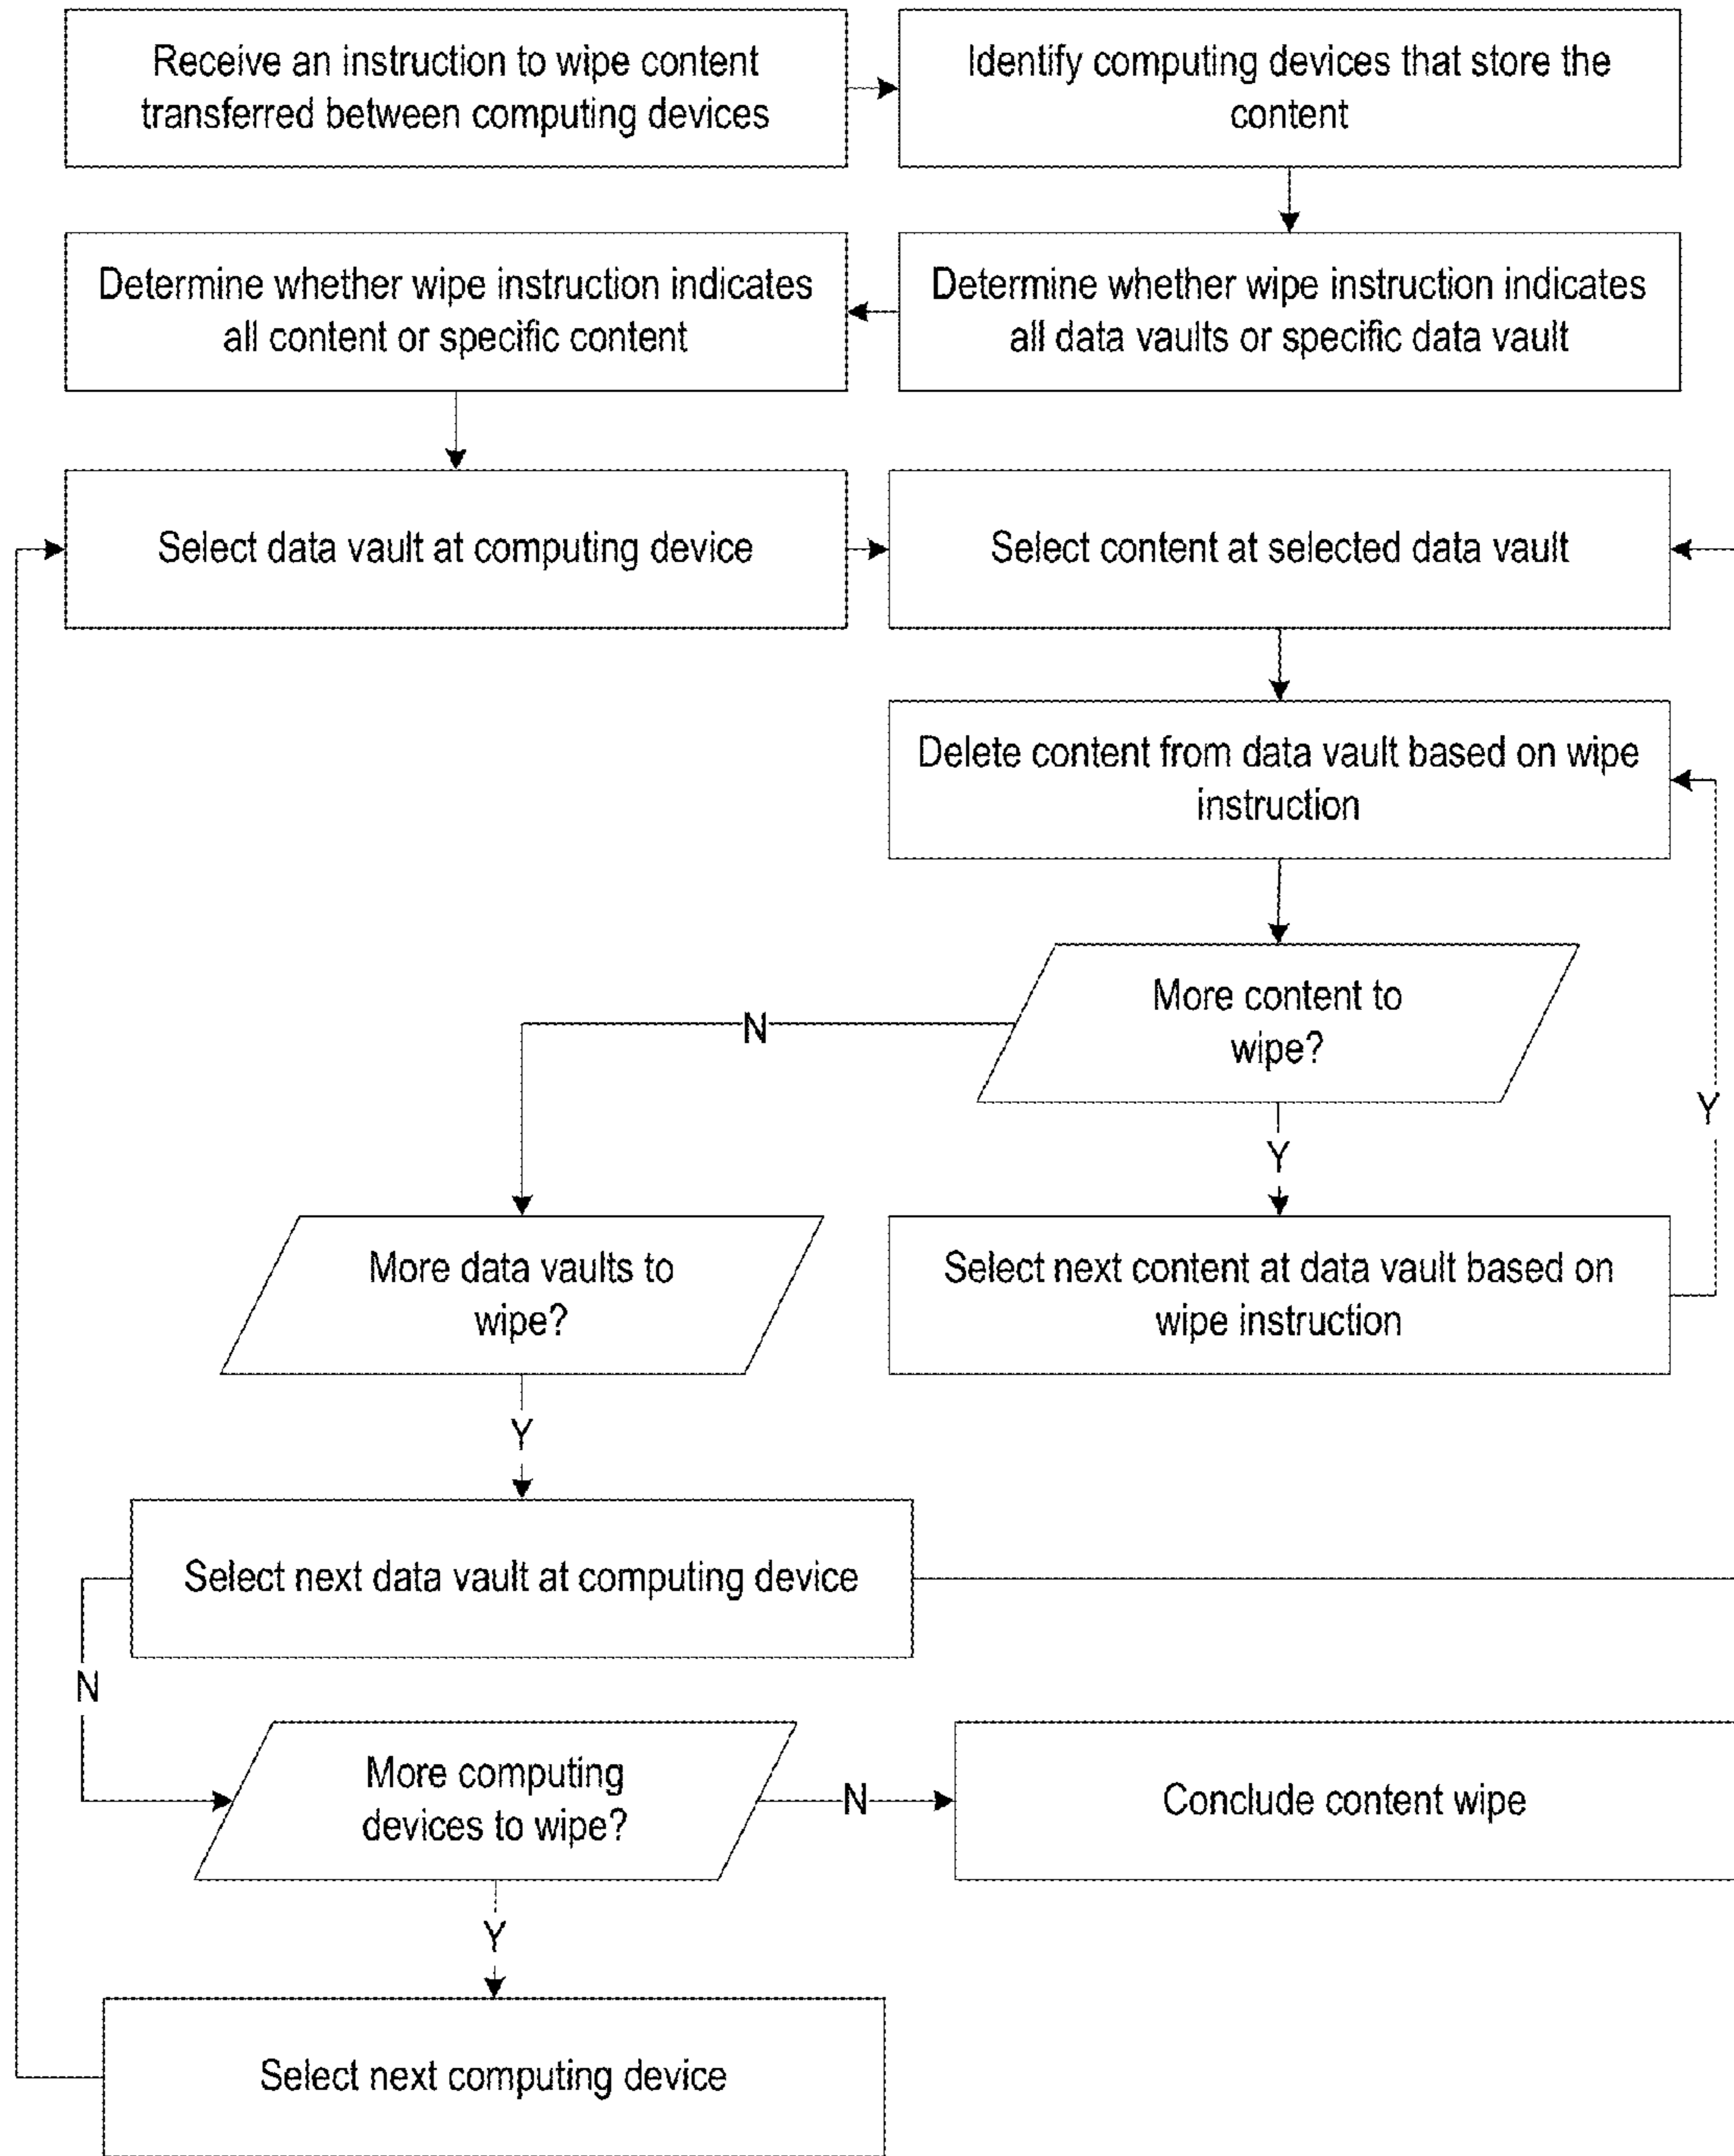 Receive an instruction to wipe content
transferred between computing devices
Identify computing devices that store the
content
Determine whether wipe instruction indicates
all content or specific content
Determine whether wipe instruction indicates
all data vaults or specific data vault
Select data vault at computing device
Select content at selected data vault
Delete content from data vault based on wipe
instruction
More content to
wipe?
N
Y
Y
More data vaults to
wipe?
Select next content at data vault based on
wipe instruction
Y
Select next data vault at computing device
N
More computing
devices to wipe?
N
Conclude content wipe
Y
Select next computing device